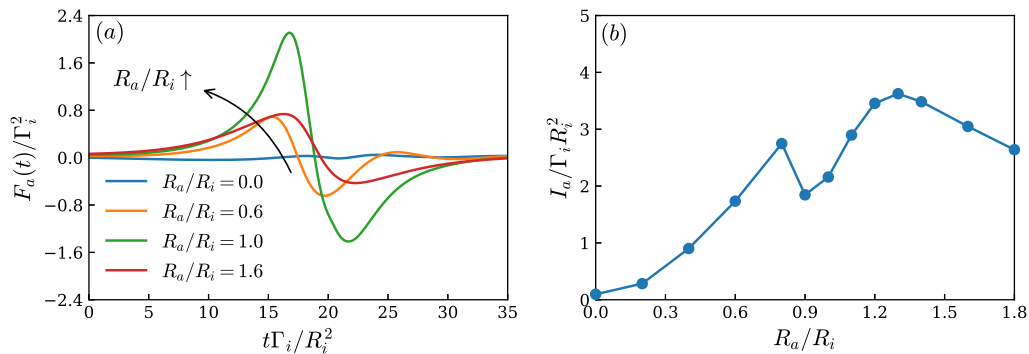 (a)
2.4
1.6
0.8
0.0
−0.8
−1.6
−2.4
F_a(t)/Γ_i^2
R_a/R_i ↑
R_a/R_i = 0.0
R_a/R_i = 0.6
R_a/R_i = 1.0
R_a/R_i = 1.6
0 5 10 15 20 25 30 35
tΓ_i/R_i^2
(b)
5
4
3
2
1
0
I_a/Γ_i R_i^2
0.0 0.3 0.6 0.9 1.2 1.5 1.8
R_a/R_i